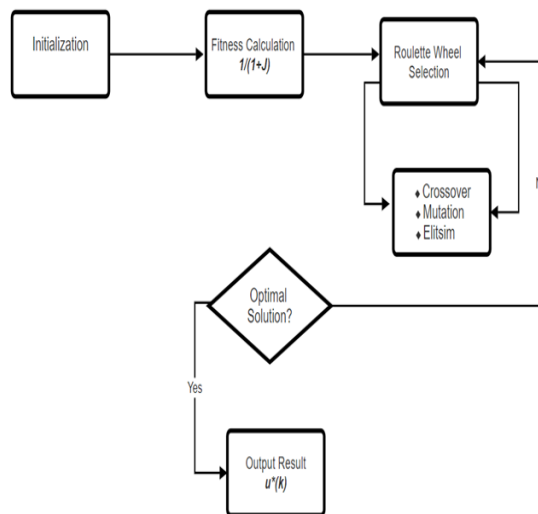 Initialization
Fitness Calculation
1/(1+J)
Roulette Wheel
Selection
♦ Crossover
♦ Mutation
♦ Elitsim
Optimal
Solution?
Yes
Output Result
u*(k)